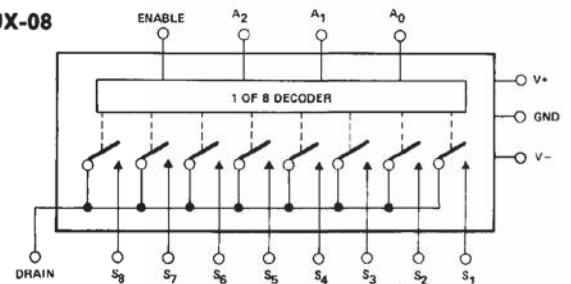 UX-08
ENABLE A2 A1 A0
1 OF 8 DECODER
V+
GND
V−
DRAIN S8 S7 S6 S5 S4 S3 S2 S1